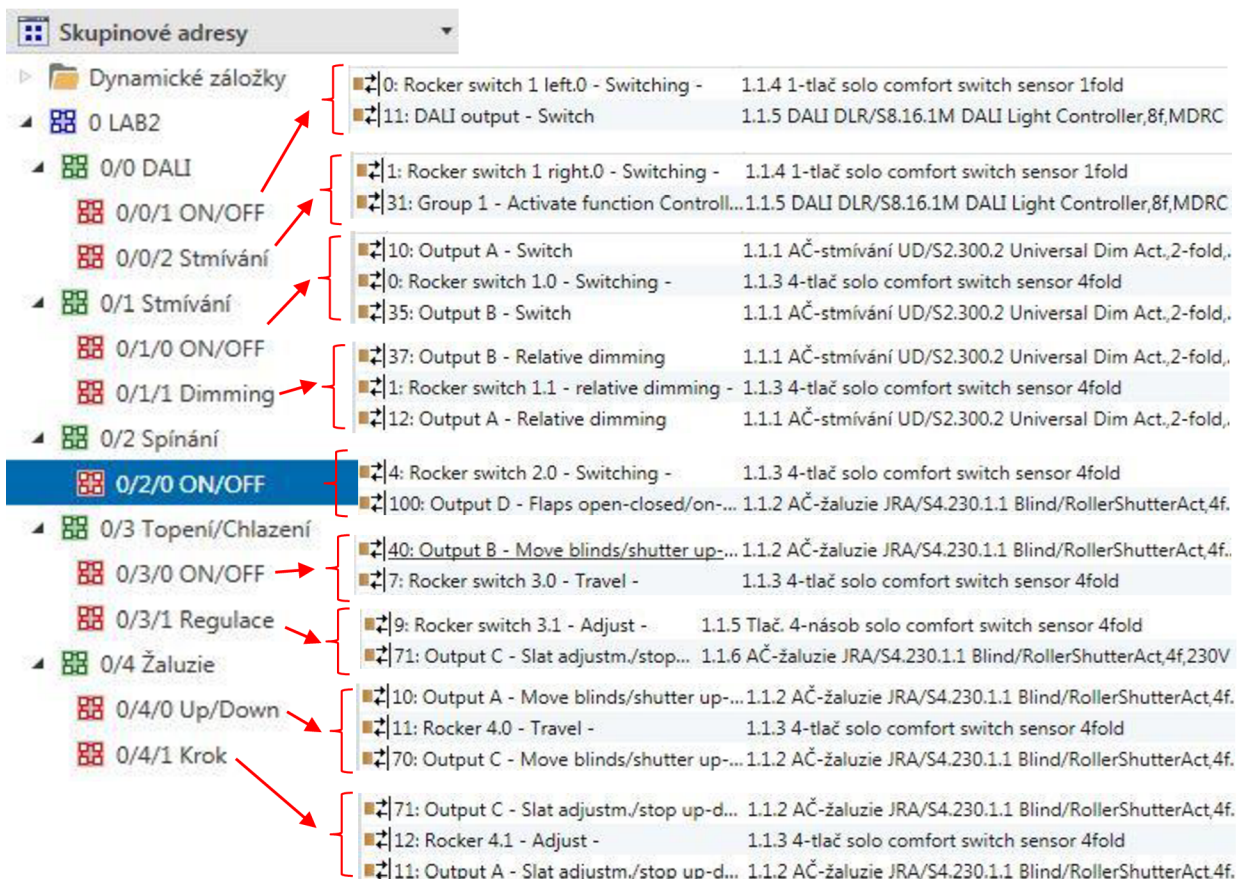 Skupinové adresy
Dynamické záložky
0 LAB2
0/0 DALI
0/0/1 ON/OFF
0/0/2 Stmívání
0/1 Stmívání
0/1/0 ON/OFF
0/1/1 Dimming
0/2 Spínání
0/2/0 ON/OFF
0/3 Topení/Chlazení
0/3/0 ON/OFF
0/3/1 Regulace
0/4 Žaluzie
0/4/0 Up/Down
0/4/1 Krok
0: Rocker switch 1 left.0 - Switching - 1.1.4 1-tlač solo comfort switch sensor 1fold
11: DALI output - Switch 1.1.5 DALI DLR/S8.16.1M DALI Light Controller,8f,MDRC
1: Rocker switch 1 right.0 - Switching - 1.1.4 1-tlač solo comfort switch sensor 1fold
31: Group 1 - Activate function Controll... 1.1.5 DALI DLR/S8.16.1M DALI Light Controller,8f,MDRC
10: Output A - Switch 1.1.1 AČ-stmívání UD/S2.300.2 Universal Dim Act.,2-fold,.
0: Rocker switch 1.0 - Switching - 1.1.3 4-tlač solo comfort switch sensor 4fold
35: Output B - Switch 1.1.1 AČ-stmívání UD/S2.300.2 Universal Dim Act.,2-fold,.
37: Output B - Relative dimming 1.1.1 AČ-stmívání UD/S2.300.2 Universal Dim Act.,2-fold,.
1: Rocker switch 1.1 - relative dimming - 1.1.3 4-tlač solo comfort switch sensor 4fold
12: Output A - Relative dimming 1.1.1 AČ-stmívání UD/S2.300.2 Universal Dim Act.,2-fold,.
4: Rocker switch 2.0 - Switching - 1.1.3 4-tlač solo comfort switch sensor 4fold
100: Output D - Flaps open-closed/on-... 1.1.2 AČ-žaluzie JRA/S4.230.1.1 Blind/RollerShutterAct,4f.
40: Output B - Move blinds/shutter up-... 1.1.2 AČ-žaluzie JRA/S4.230.1.1 Blind/RollerShutterAct,4f..
7: Rocker switch 3.0 - Travel - 1.1.3 4-tlač solo comfort switch sensor 4fold
9: Rocker switch 3.1 - Adjust - 1.1.5 Tlač. 4-násob solo comfort switch sensor 4fold
71: Output C - Slat adjustm./stop... 1.1.6 AČ-žaluzie JRA/S4.230.1.1 Blind/RollerShutterAct,4f,230V
10: Output A - Move blinds/shutter up-... 1.1.2 AČ-žaluzie JRA/S4.230.1.1 Blind/RollerShutterAct,4f.
11: Rocker 4.0 - Travel - 1.1.3 4-tlač solo comfort switch sensor 4fold
70: Output C - Move blinds/shutter up-... 1.1.2 AČ-žaluzie JRA/S4.230.1.1 Blind/RollerShutterAct,4f.
71: Output C - Slat adjustm./stop up-d... 1.1.2 AČ-žaluzie JRA/S4.230.1.1 Blind/RollerShutterAct,4f.
12: Rocker 4.1 - Adjust - 1.1.3 4-tlač solo comfort switch sensor 4fold
11: Output A - Slat adjustm./stop up-d... 1.1.2 AČ-žaluzie JRA/S4.230.1.1 Blind/RollerShutterAct,4f.